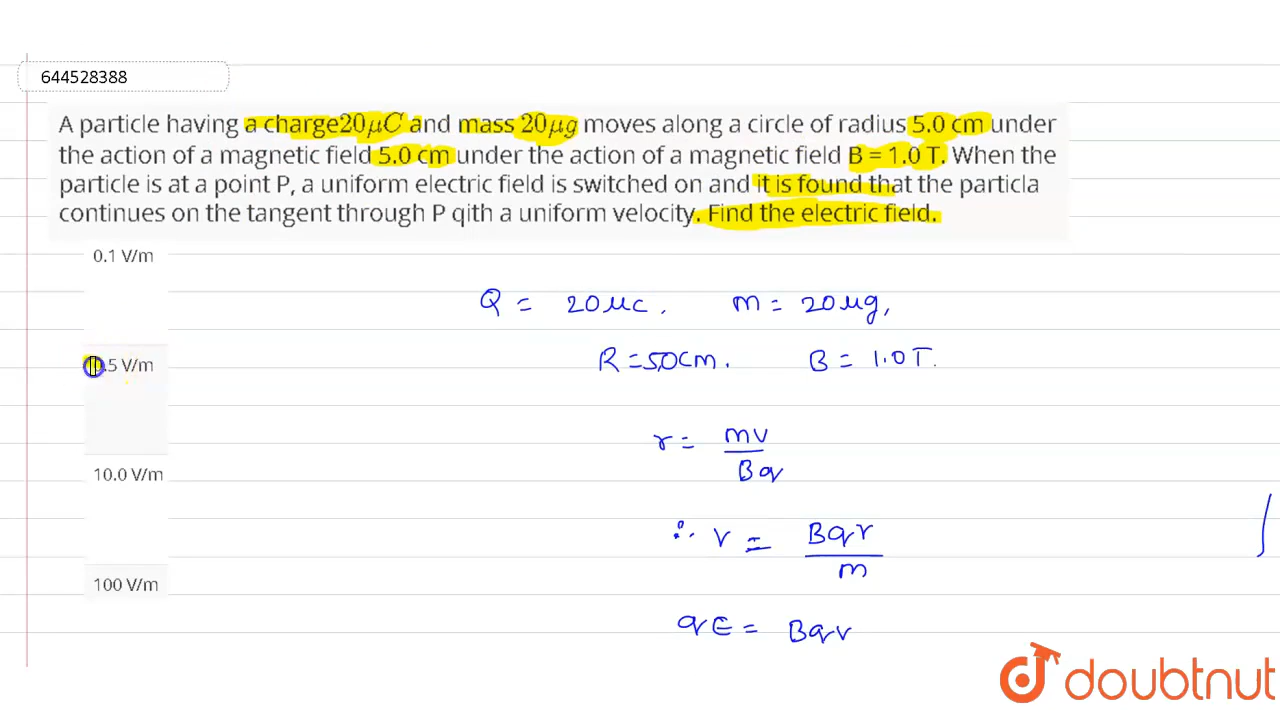 644528388
A particle having a charge20μC and mass 20μg moves along a circle of radius 5.0 cm under
the action of a magnetic field 5.0 cm under the action of a magnetic field B = 1.0 T. When the
particle is at a point P, a uniform electric field is switched on and it is found that the particla
continues on the tangent through P qith a uniform velocity. Find the electric field.
0.1 V/m
Q = 20μc. m = 20μg,
.5 V/m
R = 5.0cm. B = 1.0 T.
r = mv/Bq
10.0 V/m
∴ v = Bqr/m
100 V/m
qE = Bqv
doubtnut